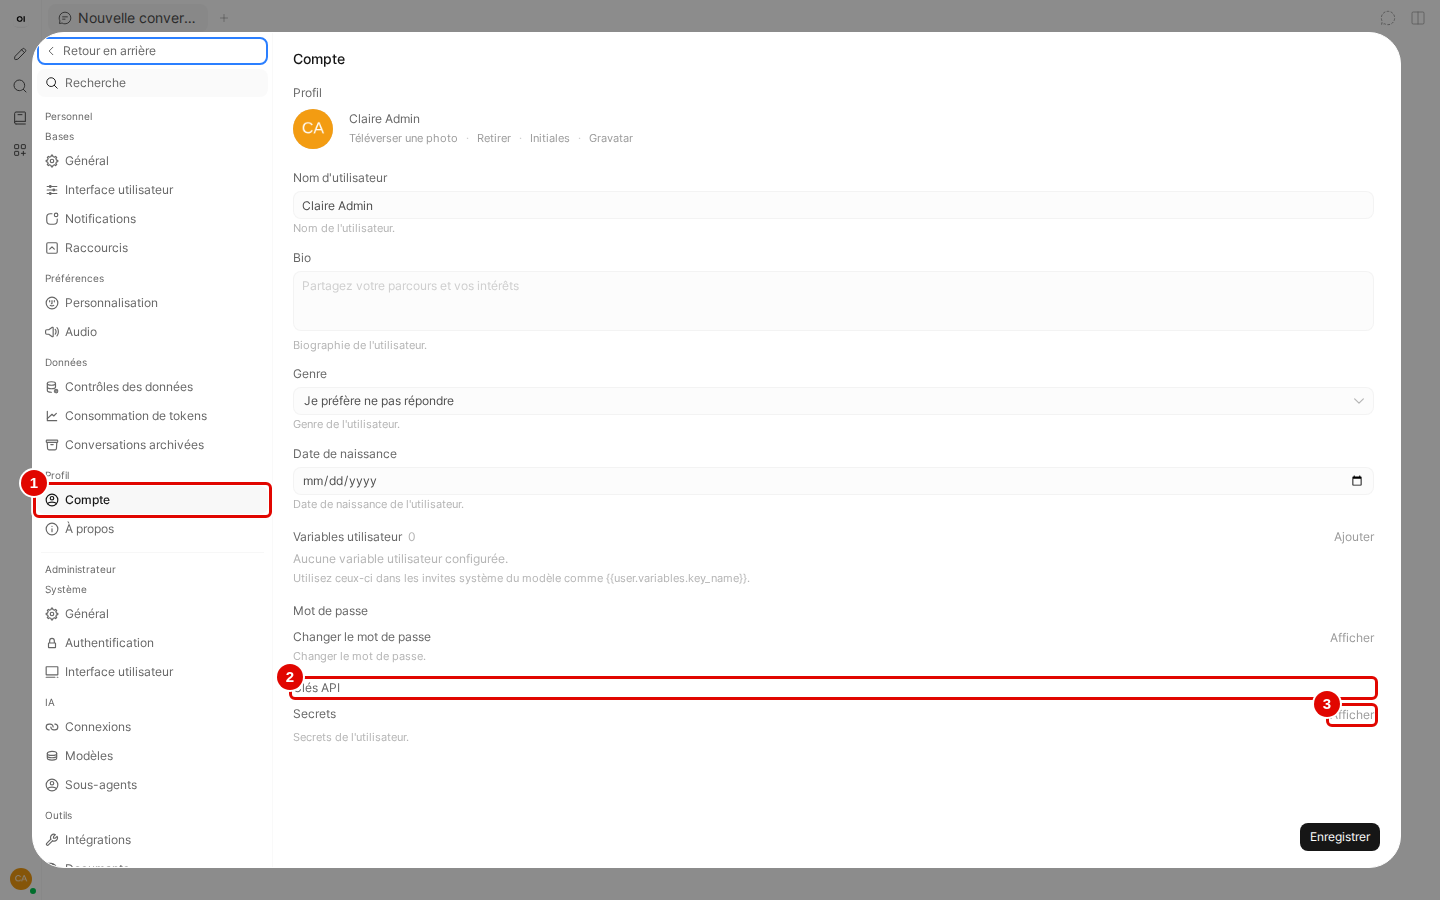 OI
Nouvelle conver...
Retour en arrière
Recherche
Personnel
Bases
Général
Interface utilisateur
Notifications
Raccourcis
Préférences
Personnalisation
Audio
Données
Contrôles des données
Consommation de tokens
Conversations archivées
Profil
1
Compte
À propos
Administrateur
Système
Général
Authentification
Interface utilisateur
IA
Connexions
Modèles
Sous-agents
Outils
Intégrations
CA
Compte
Profil
CA
Claire Admin
Téléverser une photo · Retirer · Initiales · Gravatar
Nom d'utilisateur
Claire Admin
Nom de l'utilisateur.
Bio
Partagez votre parcours et vos intérêts
Biographie de l'utilisateur.
Genre
Je préfère ne pas répondre
Genre de l'utilisateur.
Date de naissance
mm/dd/yyyy
Date de naissance de l'utilisateur.
Variables utilisateur 0 Ajouter
Aucune variable utilisateur configurée.
Utilisez ceux-ci dans les invites système du modèle comme {{user.variables.key_name}}.
Mot de passe
Changer le mot de passe Afficher
Changer le mot de passe.
2
Clés API
3
Secrets Afficher
Secrets de l'utilisateur.
Enregistrer